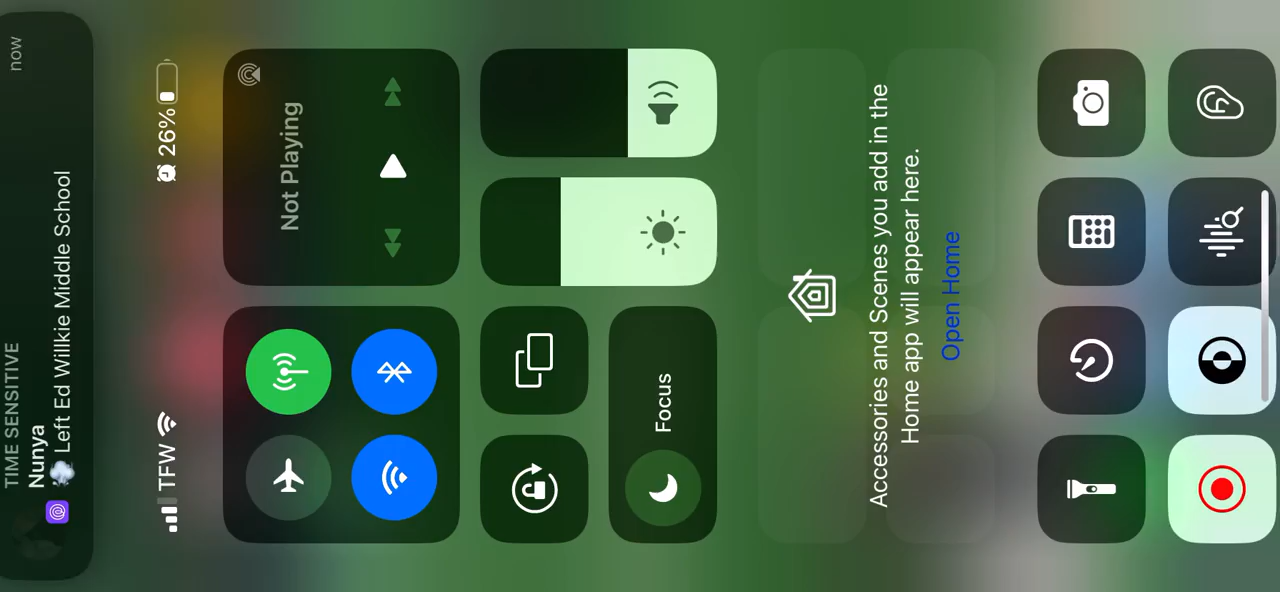 TIME SENSITIVE
now
Nunya
Left Ed Willkie Middle School
TFW
26%
Not Playing
Focus
Accessories and Scenes you add in the
Home app will appear here.
Open Home